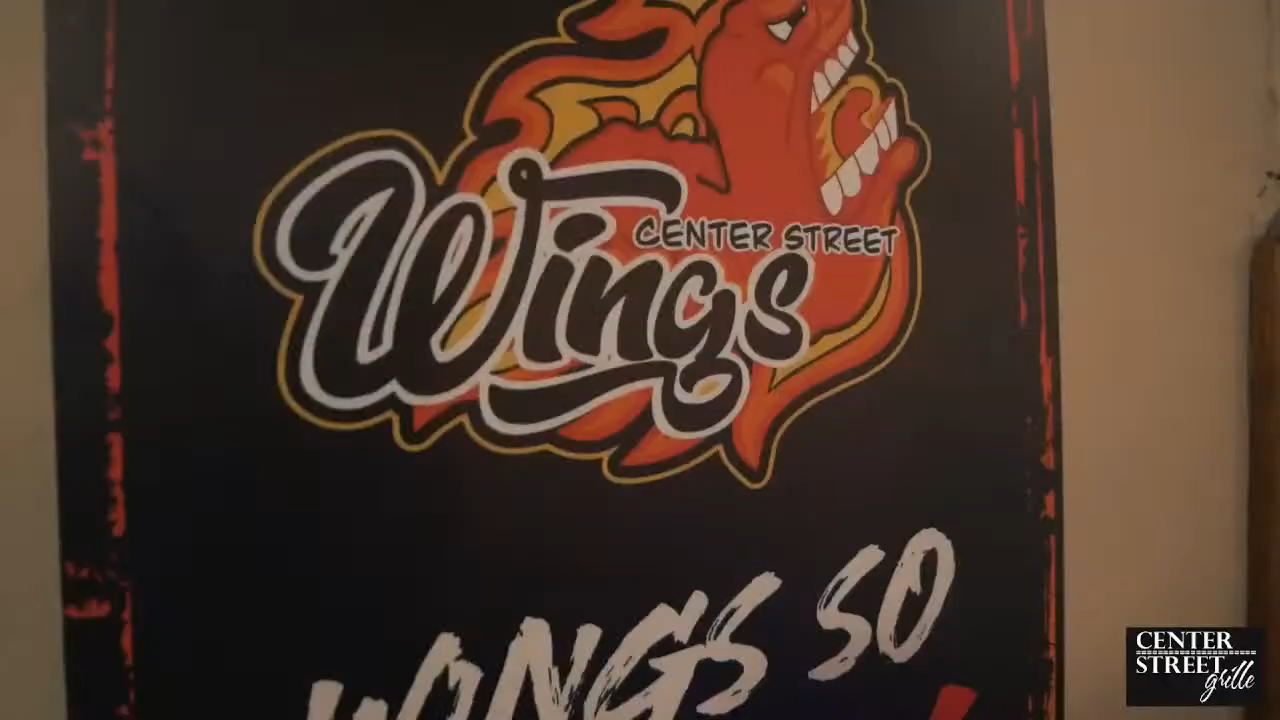 CENTER STREET
Wings
WINGS SO
CENTER
STREET
grille